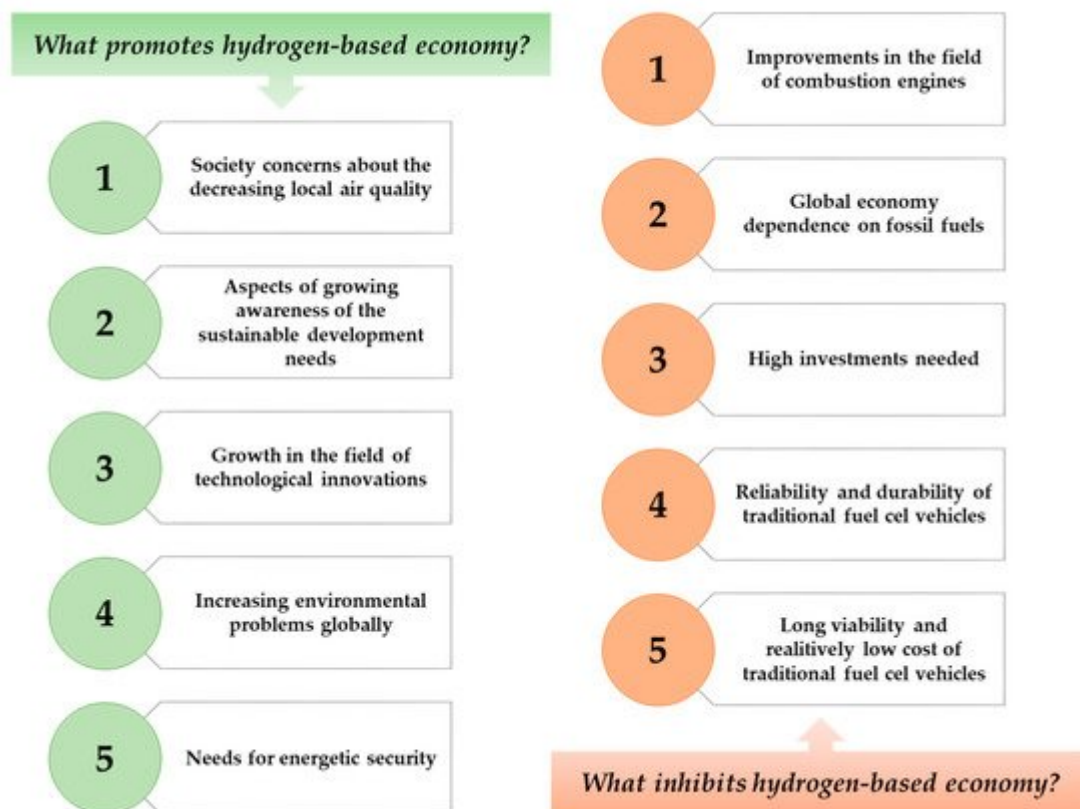 What promotes hydrogen-based economy?
1
Society concerns about the
decreasing local air quality
2
Aspects of growing
awareness of the
sustainable development
needs
3
Growth in the field of
technological innovations
4
Increasing environmental
problems globally
5
Needs for energetic security
1
Improvements in the field
of combustion engines
2
Global economy
dependence on fossil fuels
3
High investments needed
4
Reliability and durability of
traditional fuel cel vehicles
5
Long viability and
realitively low cost of
traditional fuel cel vehicles
What inhibits hydrogen-based economy?